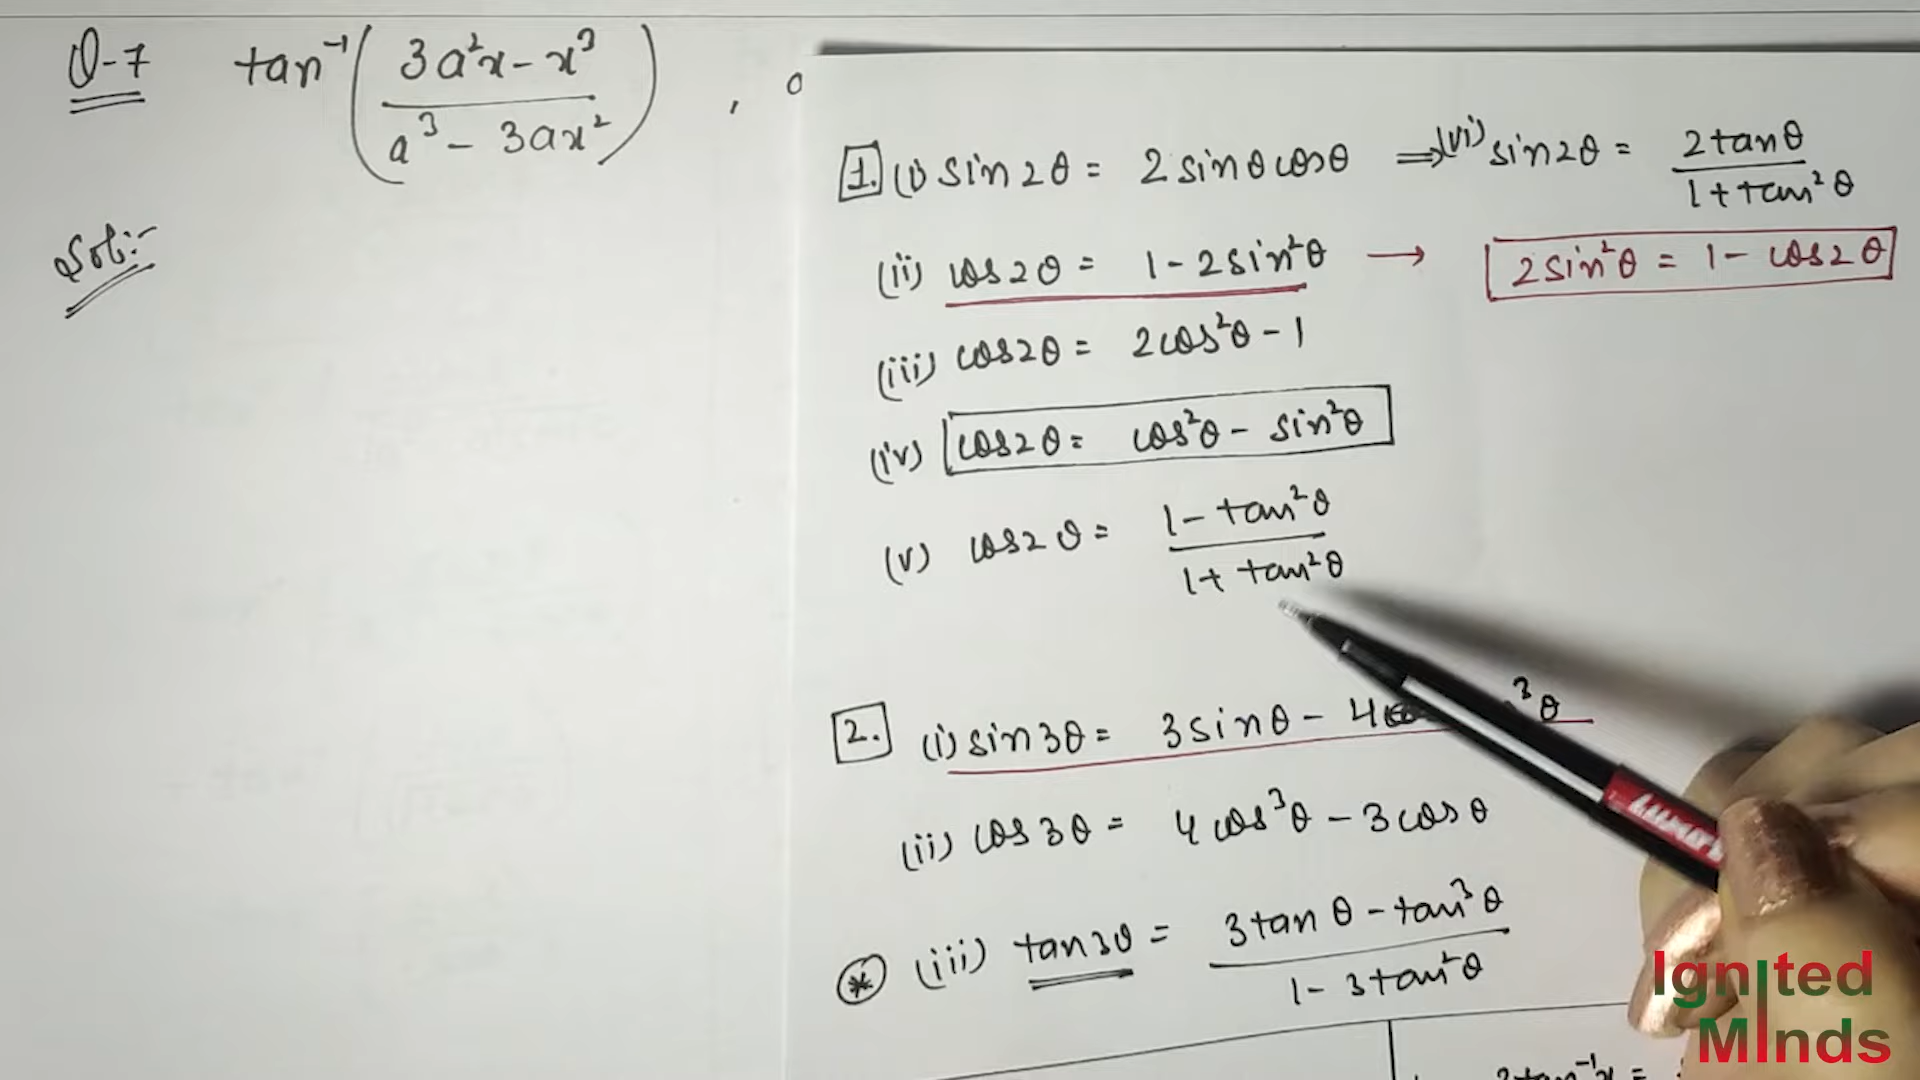 Q-7 tan⁻¹(3a²x - x³ / a³ - 3ax²) , a
Sol:-
1. (i) sin2θ = 2sinθcosθ ⇒ (vi) sin2θ = 2tanθ / 1+tan²θ
(ii) cos2θ = 1 - 2sin²θ → 2sin²θ = 1 - cos2θ
(iii) cos2θ = 2cos²θ - 1
(iv) cos2θ = cos²θ - sin²θ
(v) cos2θ = 1 - tan²θ / 1 + tan²θ
2. (i) sin3θ = 3sinθ - 4 ³θ
(ii) cos3θ = 4cos³θ - 3cosθ
* (iii) tan3θ = 3tanθ - tan³θ / 1 - 3tan²θ
Ignited
Minds